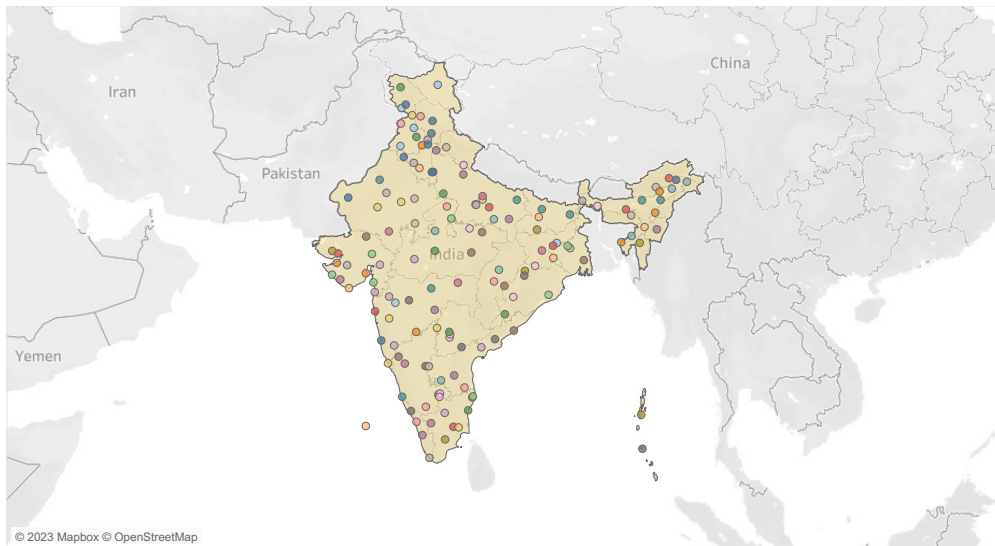 China
Iran
Pakistan
India
Yemen
© 2023 Mapbox © OpenStreetMap